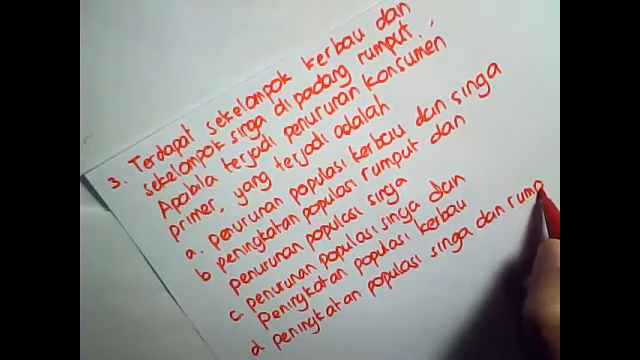 3. Terdapat sekelompok kerbau dan
sekelompok singa di padang rumput.
Apabila terjadi penurunan konsumen
primer, yang terjadi adalah
a. penurunan populasi kerbau dan singa
b peningkatan populasi rumput dan
penurunan populasi singa
c. penurunan populasi singa dan
peningkatan populasi kerbau
d. peningkatan populasi singa dan rump